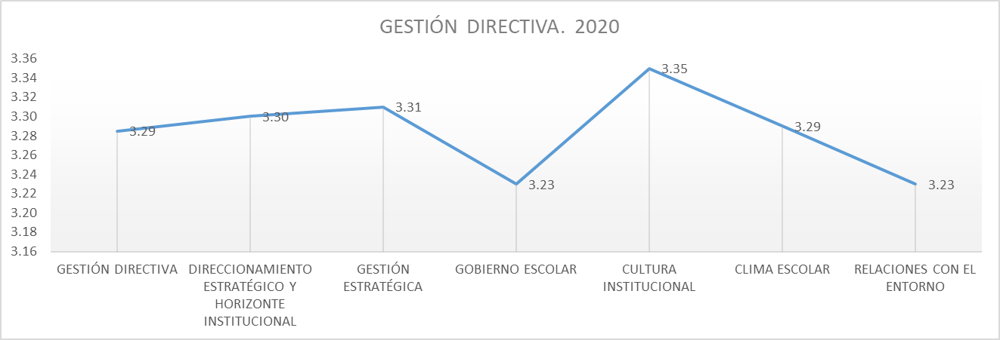 GESTIÓN DIRECTIVA. 2020
3.36
3.34
3.32
3.30
3.28
3.26
3.24
3.22
3.20
3.18
3.16
3.29
3.30
3.31
3.23
3.35
3.29
3.23
GESTIÓN DIRECTIVA
DIRECCIONAMIENTO
ESTRATÉGICO Y
HORIZONTE
INSTITUCIONAL
GESTIÓN
ESTRATÉGICA
GOBIERNO ESCOLAR
CULTURA
INSTITUCIONAL
CLIMA ESCOLAR
RELACIONES CON EL
ENTORNO